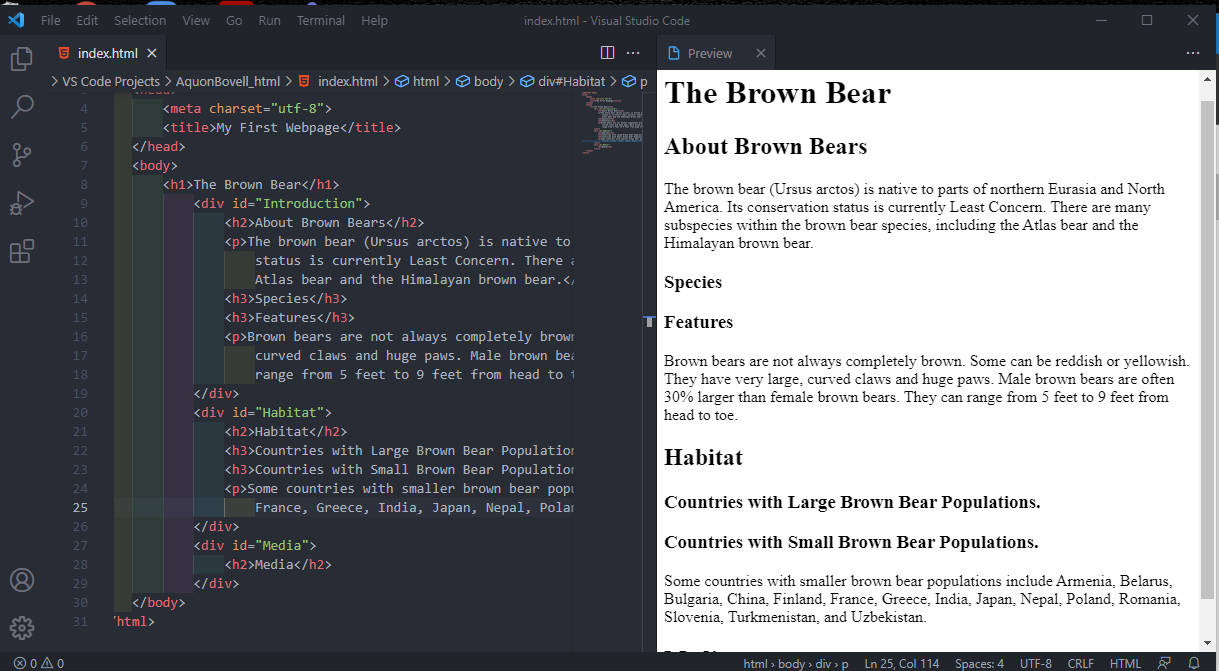 File Edit Selection View Go Run Terminal Help index.html - Visual Studio Code
index.html
VS Code Projects > AquonBovell_html > index.html > html > body > div#Habitat > p
4 <meta charset="utf-8">
5 <title>My First Webpage</title>
6 </head>
7 <body>
8 <h1>The Brown Bear</h1>
9 <div id="Introduction">
10 <h2>About Brown Bears</h2>
11 <p>The brown bear (Ursus arctos) is native to
12 status is currently Least Concern. There a
13 Atlas bear and the Himalayan brown bear.</
14 <h3>Species</h3>
15 <h3>Features</h3>
16 <p>Brown bears are not always completely brown
17 curved claws and huge paws. Male brown bea
18 range from 5 feet to 9 feet from head to t
19 </div>
20 <div id="Habitat">
21 <h2>Habitat</h2>
22 <h3>Countries with Large Brown Bear Population
23 <h3>Countries with Small Brown Bear Population
24 <p>Some countries with smaller brown bear popu
25 France, Greece, India, Japan, Nepal, Polan
26 </div>
27 <div id="Media">
28 <h2>Media</h2>
29 </div>
30 </body>
31 html>
Preview
The Brown Bear
About Brown Bears
The brown bear (Ursus arctos) is native to parts of northern Eurasia and North
America. Its conservation status is currently Least Concern. There are many
subspecies within the brown bear species, including the Atlas bear and the
Himalayan brown bear.
Species
Features
Brown bears are not always completely brown. Some can be reddish or yellowish.
They have very large, curved claws and huge paws. Male brown bears are often
30% larger than female brown bears. They can range from 5 feet to 9 feet from
head to toe.
Habitat
Countries with Large Brown Bear Populations.
Countries with Small Brown Bear Populations.
Some countries with smaller brown bear populations include Armenia, Belarus,
Bulgaria, China, Finland, France, Greece, India, Japan, Nepal, Poland, Romania,
Slovenia, Turkmenistan, and Uzbekistan.
0 0 html > body > div > p Ln 25, Col 114 Spaces: 4 UTF-8 CRLF HTML